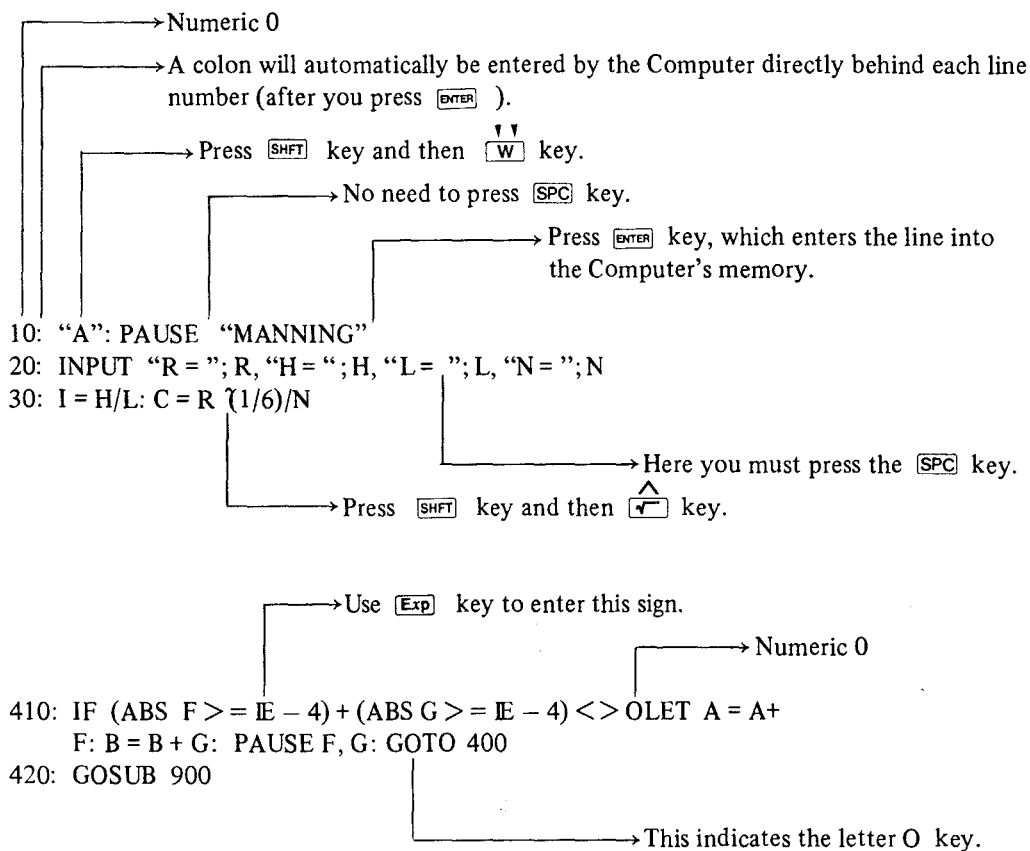 Numeric 0
A colon will automatically be entered by the Computer directly behind each line
number (after you press ENTER ).
Press SHFT key and then " W key.
No need to press SPC key.
Press ENTER key, which enters the line into
the Computer's memory.
10: “A”: PAUSE “MANNING”
20: INPUT “R = ”; R, “H = “ ; H, “L = ”; L, “N = ”; N
30: I = H/L: C = R ^(1/6)/N
Here you must press the SPC key.
Press SHFT key and then ^ √ key.
Use Exp key to enter this sign.
Numeric 0
410: IF (ABS F > = E − 4) + (ABS G > = E − 4) < > OLET A = A+
F: B = B + G: PAUSE F, G: GOTO 400
420: GOSUB 900
This indicates the letter O key.